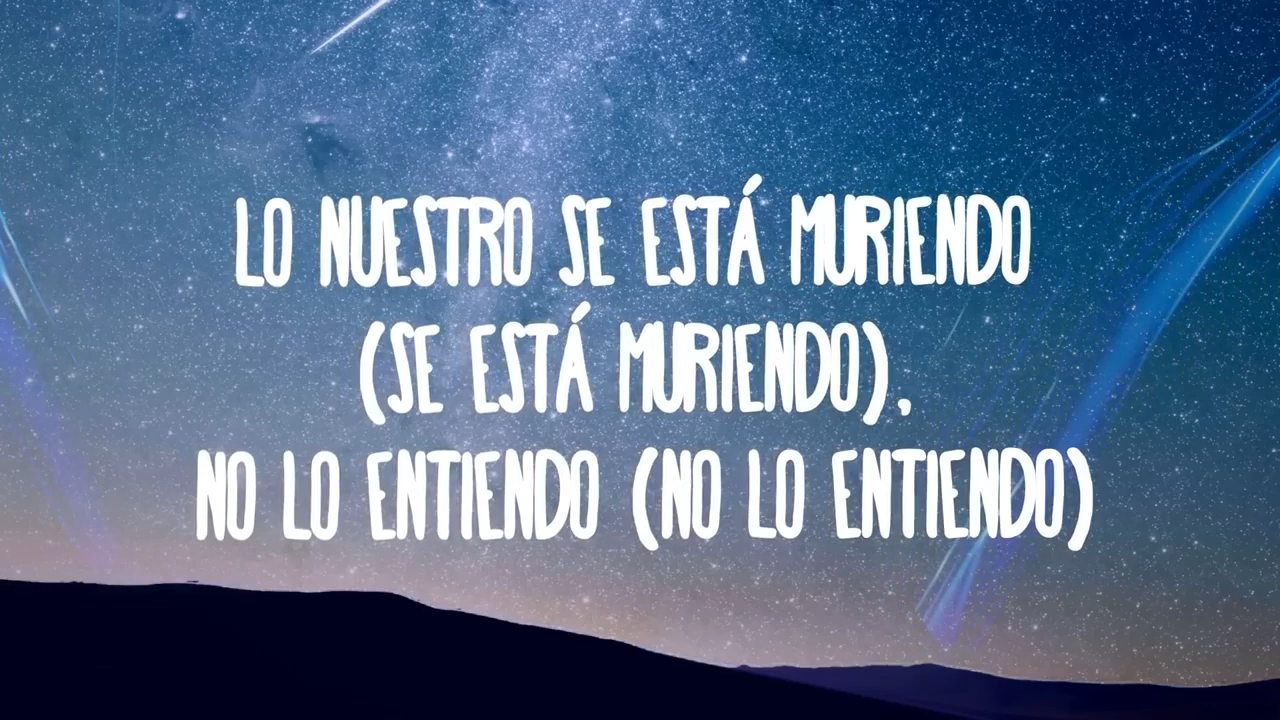 LO NUESTRO SE ESTÁ MURIENDO
(SE ESTÁ MURIENDO),
NO LO ENTIENDO (NO LO ENTIENDO)